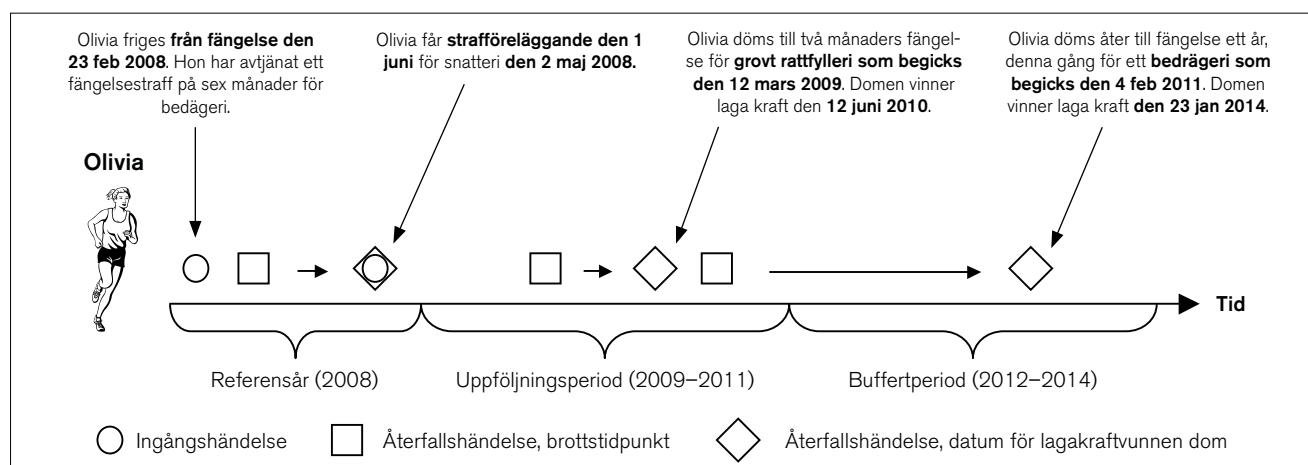 Olivia friges från fängelse den
23 feb 2008. Hon har avtjänat ett
fängelsestraff på sex månader för
bedägeri.
Olivia får strafföreläggande den 1
juni för snatteri den 2 maj 2008.
Olivia döms till två månaders fängel-
se för grovt rattfylleri som begicks
den 12 mars 2009. Domen vinner
laga kraft den 12 juni 2010.
Olivia döms åter till fängelse ett år,
denna gång för ett bedrägeri som
begicks den 4 feb 2011. Domen
vinner laga kraft den 23 jan 2014.
Olivia
Tid
Referensår (2008)
Uppföljningsperiod (2009–2011)
Buffertperiod (2012–2014)
Ingångshändelse
Återfallshändelse, brottstidpunkt
Återfallshändelse, datum för lagakraftvunnen dom